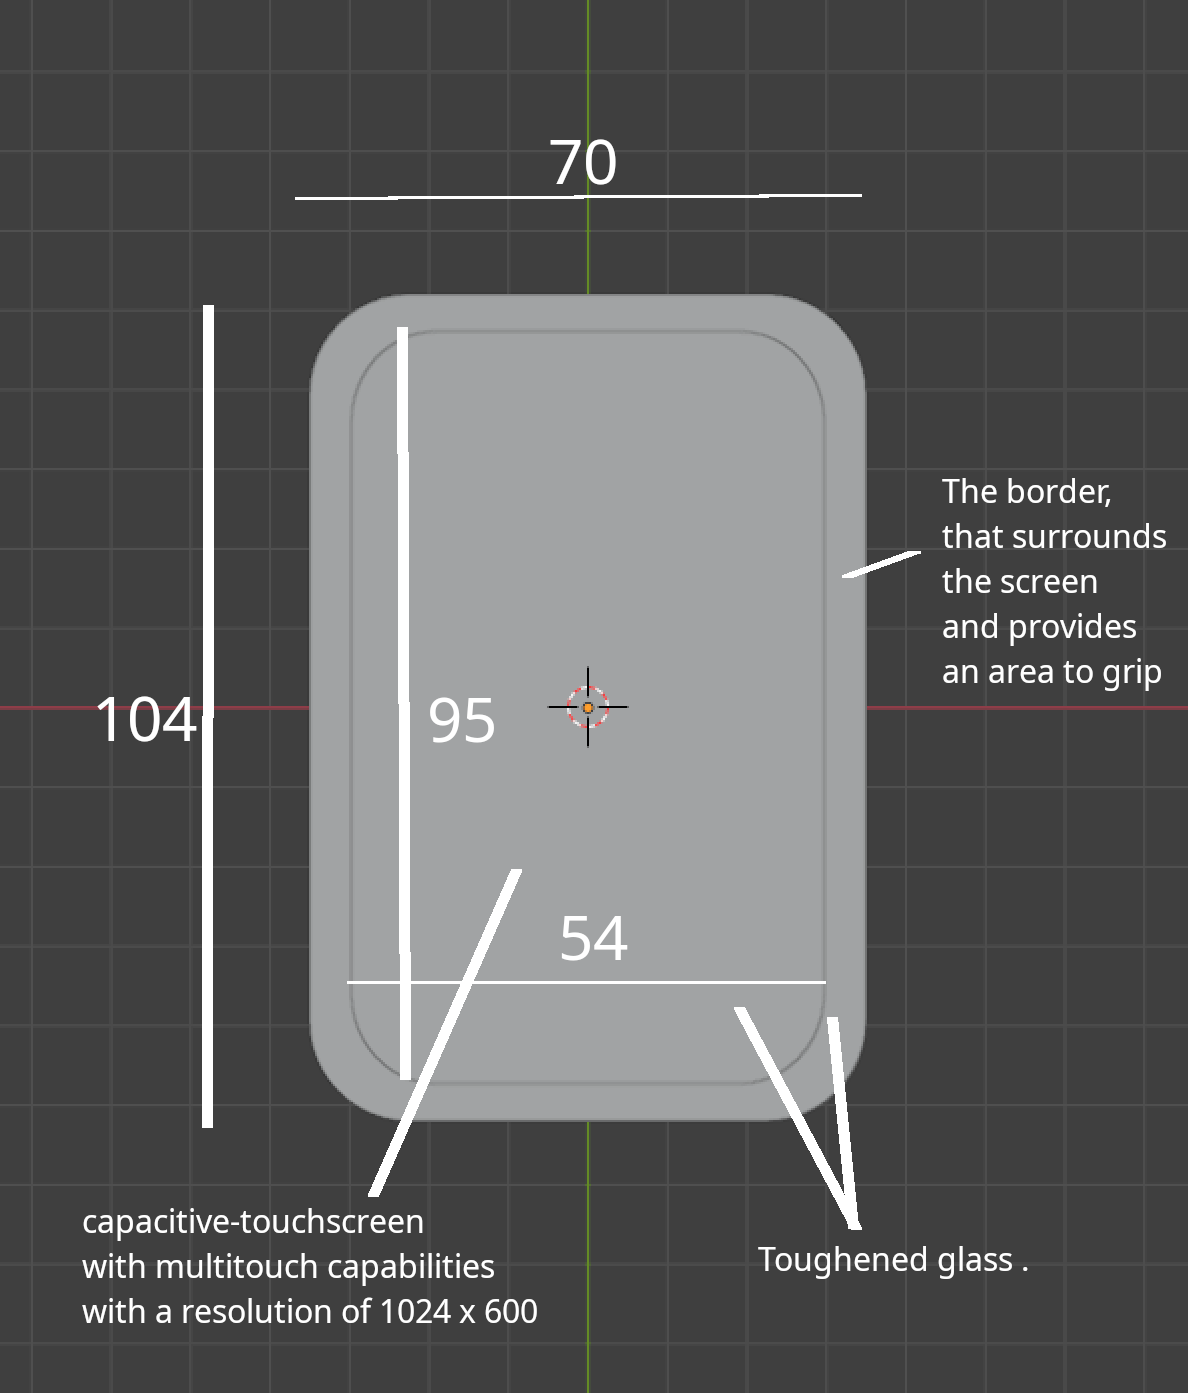 70
The border,
that surrounds
the screen
and provides
an area to grip
104
95
54
capacitive-touchscreen
with multitouch capabilities
with a resolution of 1024 x 600
Toughened glass .